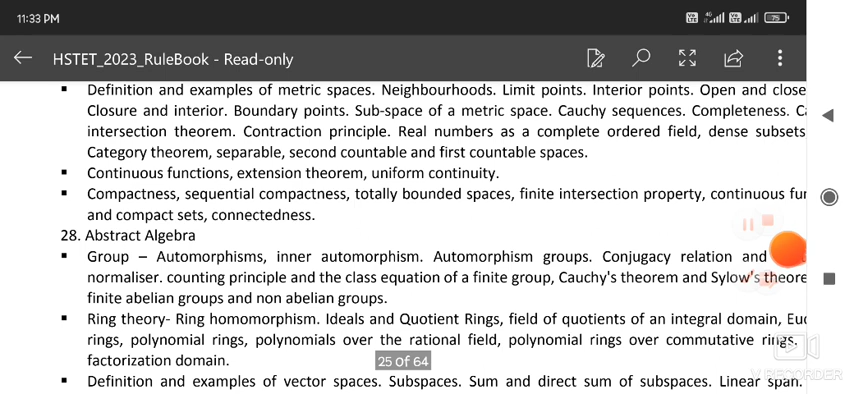 11:33 PM
4G
75
HSTET_2023_RuleBook - Read-only
▪ Definition and examples of metric spaces. Neighbourhoods. Limit points. Interior points. Open and close
Closure and interior. Boundary points. Sub-space of a metric space. Cauchy sequences. Completeness. Ca
intersection theorem. Contraction principle. Real numbers as a complete ordered field, dense subsets
Category theorem, separable, second countable and first countable spaces.
▪ Continuous functions, extension theorem, uniform continuity.
▪ Compactness, sequential compactness, totally bounded spaces, finite intersection property, continuous fun
and compact sets, connectedness.
28. Abstract Algebra
▪ Group – Automorphisms, inner automorphism. Automorphism groups. Conjugacy relation and
normaliser. counting principle and the class equation of a finite group, Cauchy's theorem and Sylow's theore
finite abelian groups and non abelian groups.
▪ Ring theory- Ring homomorphism. Ideals and Quotient Rings, field of quotients of an integral domain, Euc
rings, polynomial rings, polynomials over the rational field, polynomial rings over commutative rings.
factorization domain.
25 of 64
▪ Definition and examples of vector spaces. Subspaces. Sum and direct sum of subspaces. Linear span.
V RECORDER